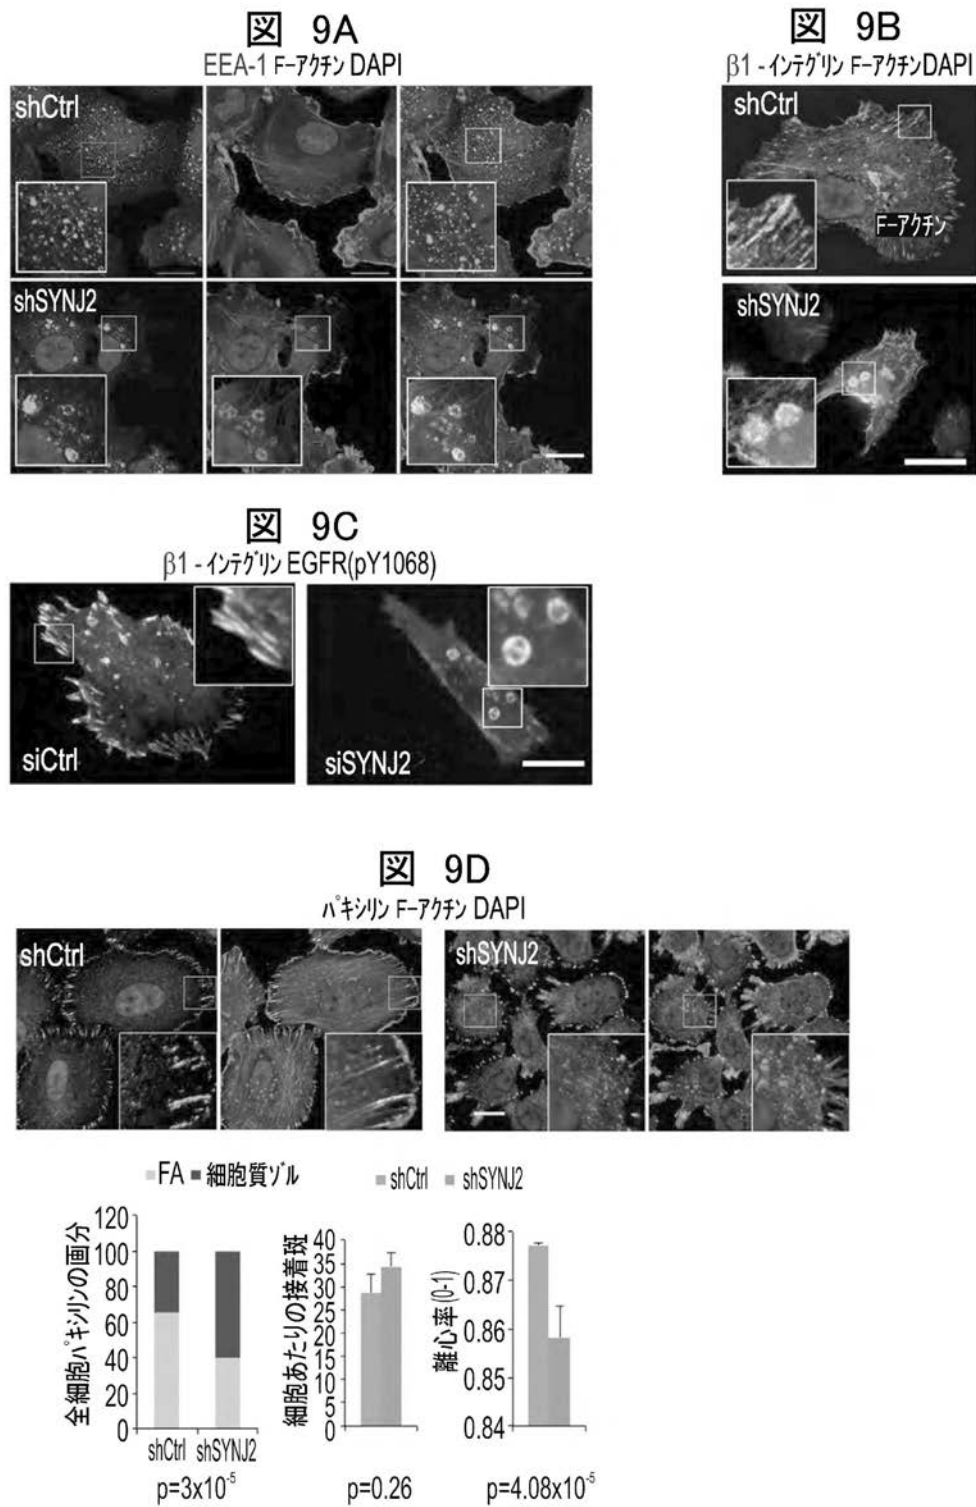 図 9A
EEA-1 F-アクチン DAPI
shCtrl
shSYNJ2
図 9B
β1 - インテグリン F-アクチンDAPI
shCtrl
F-アクチン
shSYNJ2
図 9C
β1 - インテグリン EGFR(pY1068)
siCtrl
siSYNJ2
図 9D
パキシリン F-アクチン DAPI
shCtrl
shSYNJ2
FA 細胞質ゾル
全細胞パキシリンの画分
120
100
80
60
40
20
0
shCtrl shSYNJ2
p=3x10⁻⁵
shCtrl shSYNJ2
細胞あたりの接着斑
40
35
30
25
20
15
10
5
0
p=0.26
離心率(0-1)
0.88
0.87
0.86
0.85
0.84
p=4.08x10⁻⁵